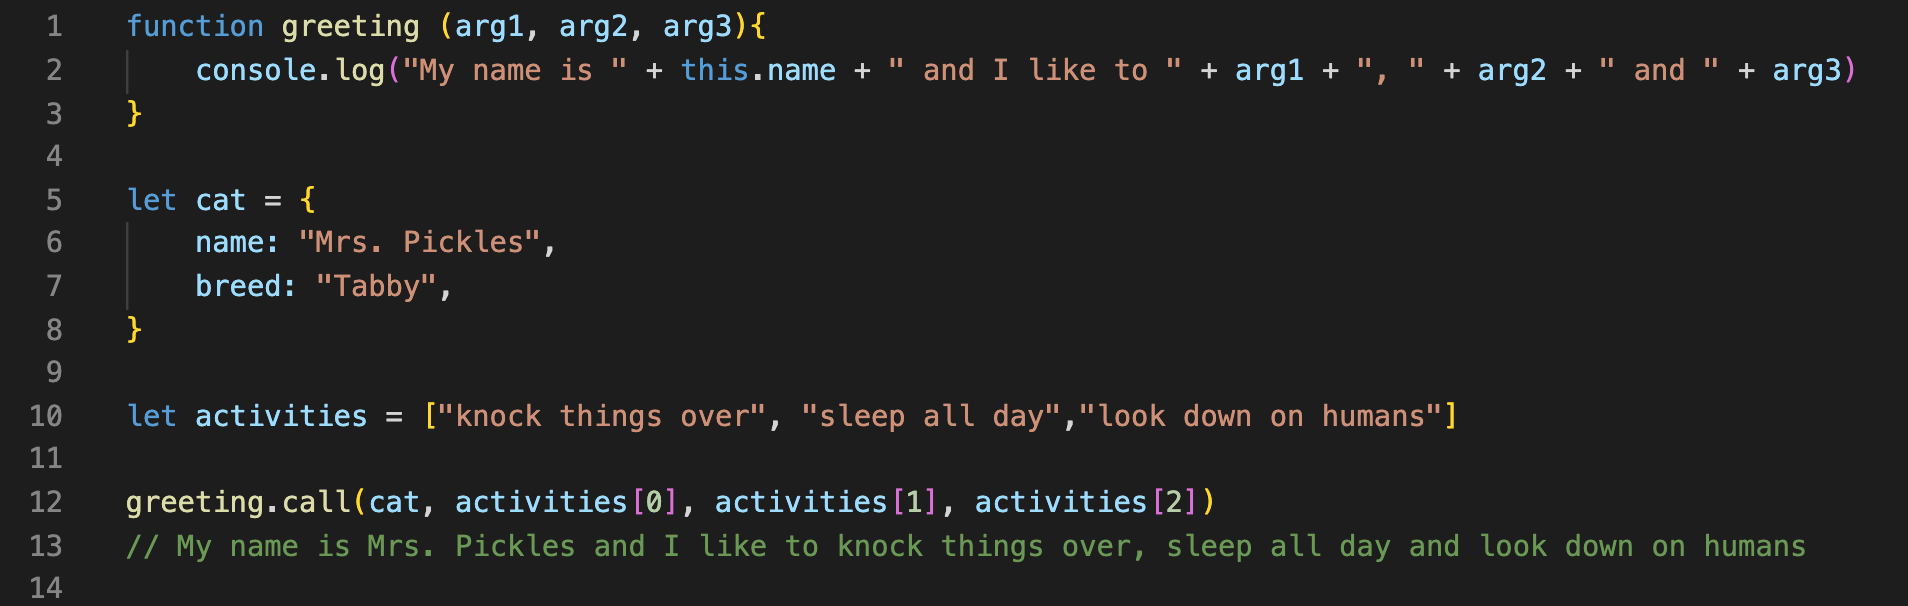 1 function greeting (arg1, arg2, arg3){
2     console.log("My name is " + this.name + " and I like to " + arg1 + ", " + arg2 + " and " + arg3)
3 }
4
5 let cat = {
6     name: "Mrs. Pickles",
7     breed: "Tabby",
8 }
9
10 let activities = ["knock things over", "sleep all day","look down on humans"]
11
12 greeting.call(cat, activities[0], activities[1], activities[2])
13 // My name is Mrs. Pickles and I like to knock things over, sleep all day and look down on humans
14